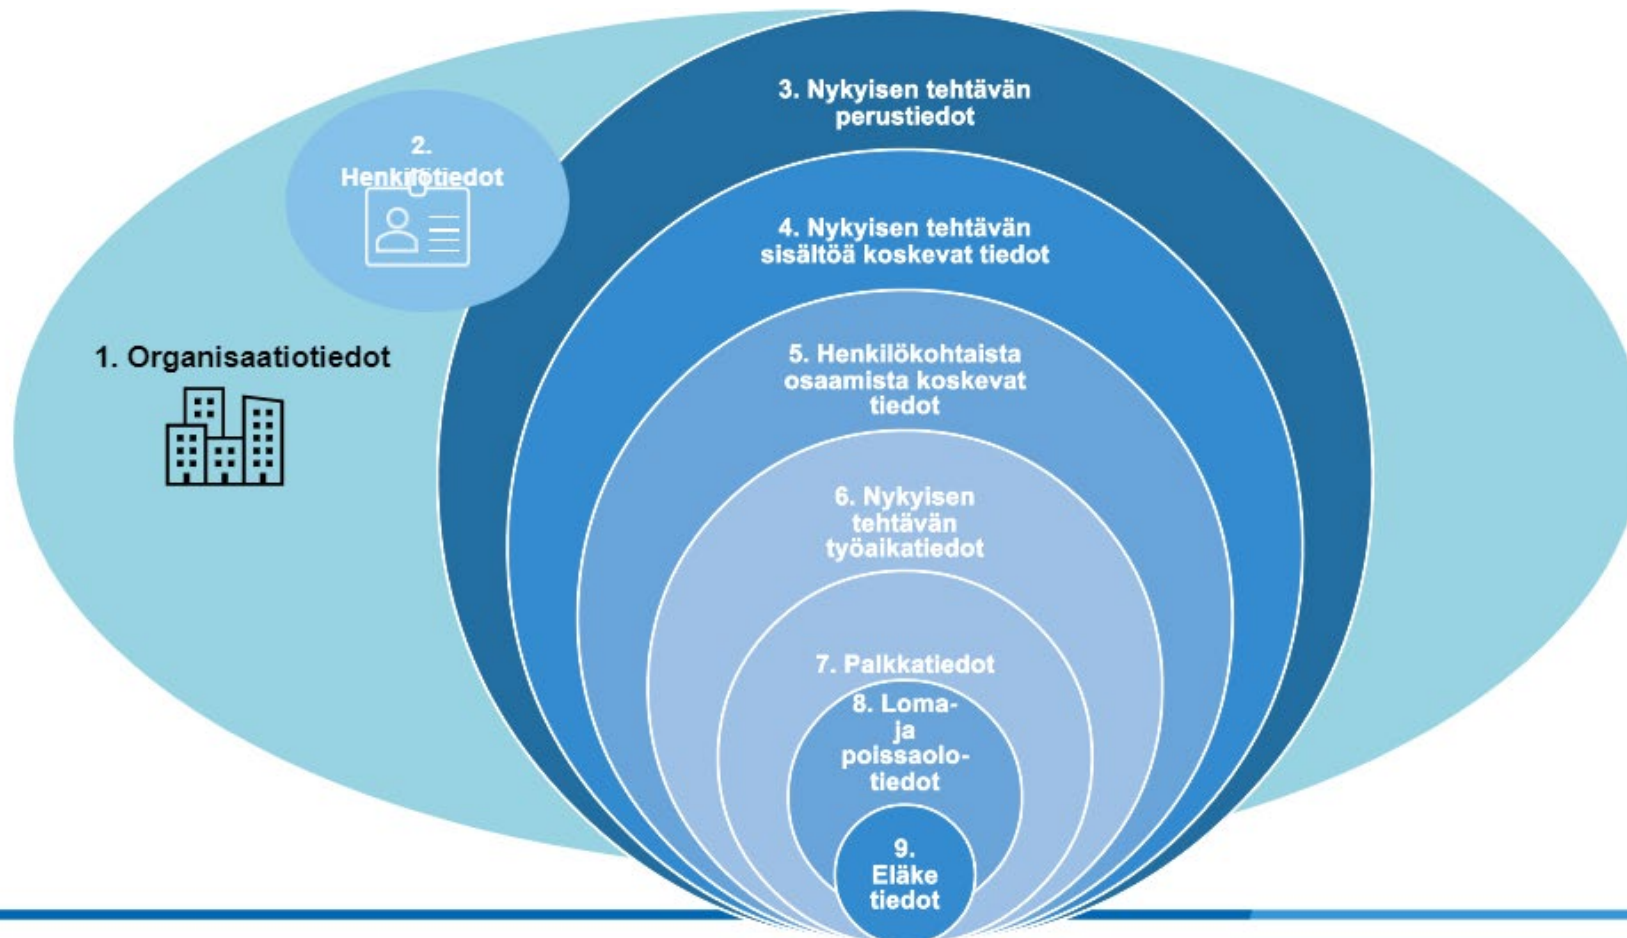 3. Nykyisen tehtävän
perustiedot
2.
Henkilötiedot
4. Nykyisen tehtävän
sisältöä koskevat tiedot
1. Organisaatiotiedot
5. Henkilökohtaista
osaamista koskevat
tiedot
6. Nykyisen
tehtävän
työaikatiedot
7. Palkkatiedot
8. Loma-
ja
poissaolo-
tiedot
9.
Eläke
tiedot